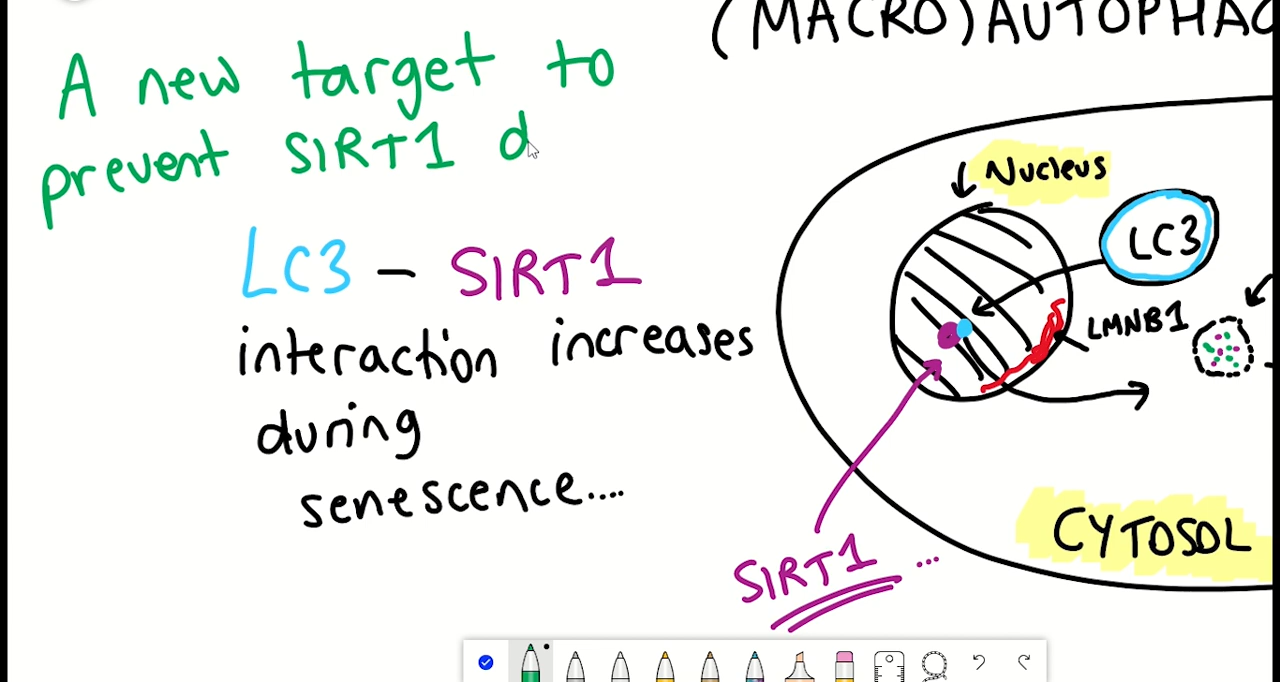 (MACRO)AUTOPHAG
A new target to
prevent SIRT1 d
Nucleus
LC3
LC3 - SIRT1
LMNB1
interaction increases
during
senescence....
CYTOSOL
SIRT1 ...